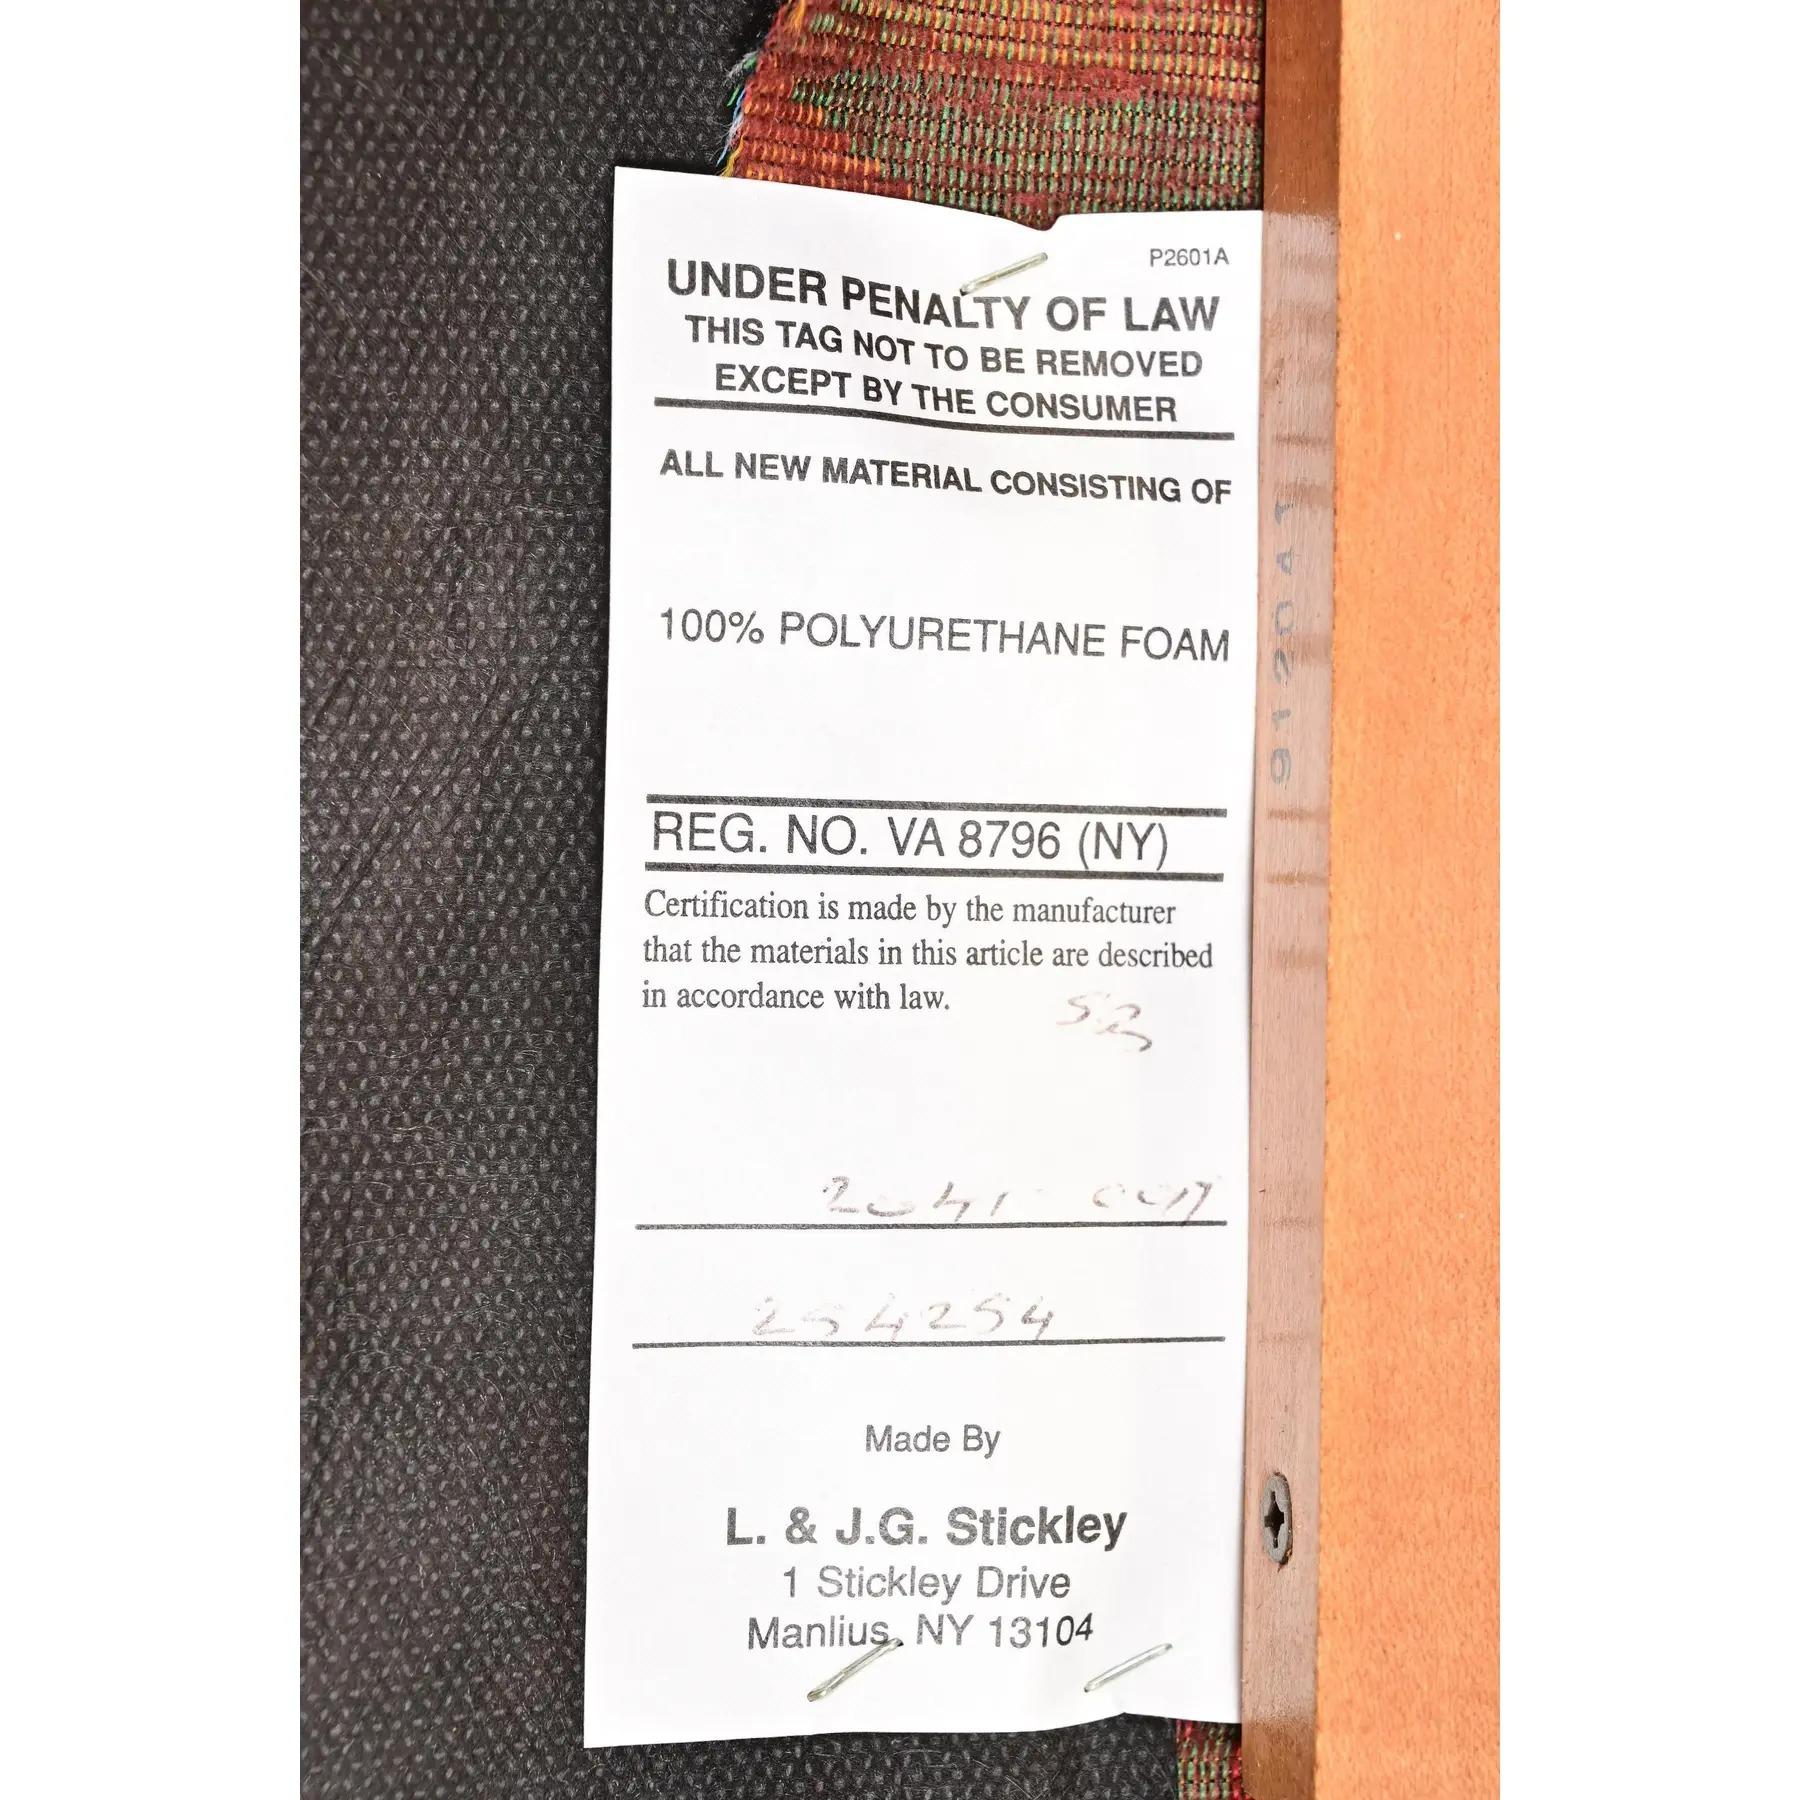 P2601A
UNDER PENALTY OF LAW
THIS TAG NOT TO BE REMOVED
EXCEPT BY THE CONSUMER
ALL NEW MATERIAL CONSISTING OF
100% POLYURETHANE FOAM
REG. NO. VA 8796 (NY)
Certification is made by the manufacturer
that the materials in this article are described
in accordance with law.
2041
254254
Made By
L. & J.G. Stickley
1 Stickley Drive
Manlius, NY 13104